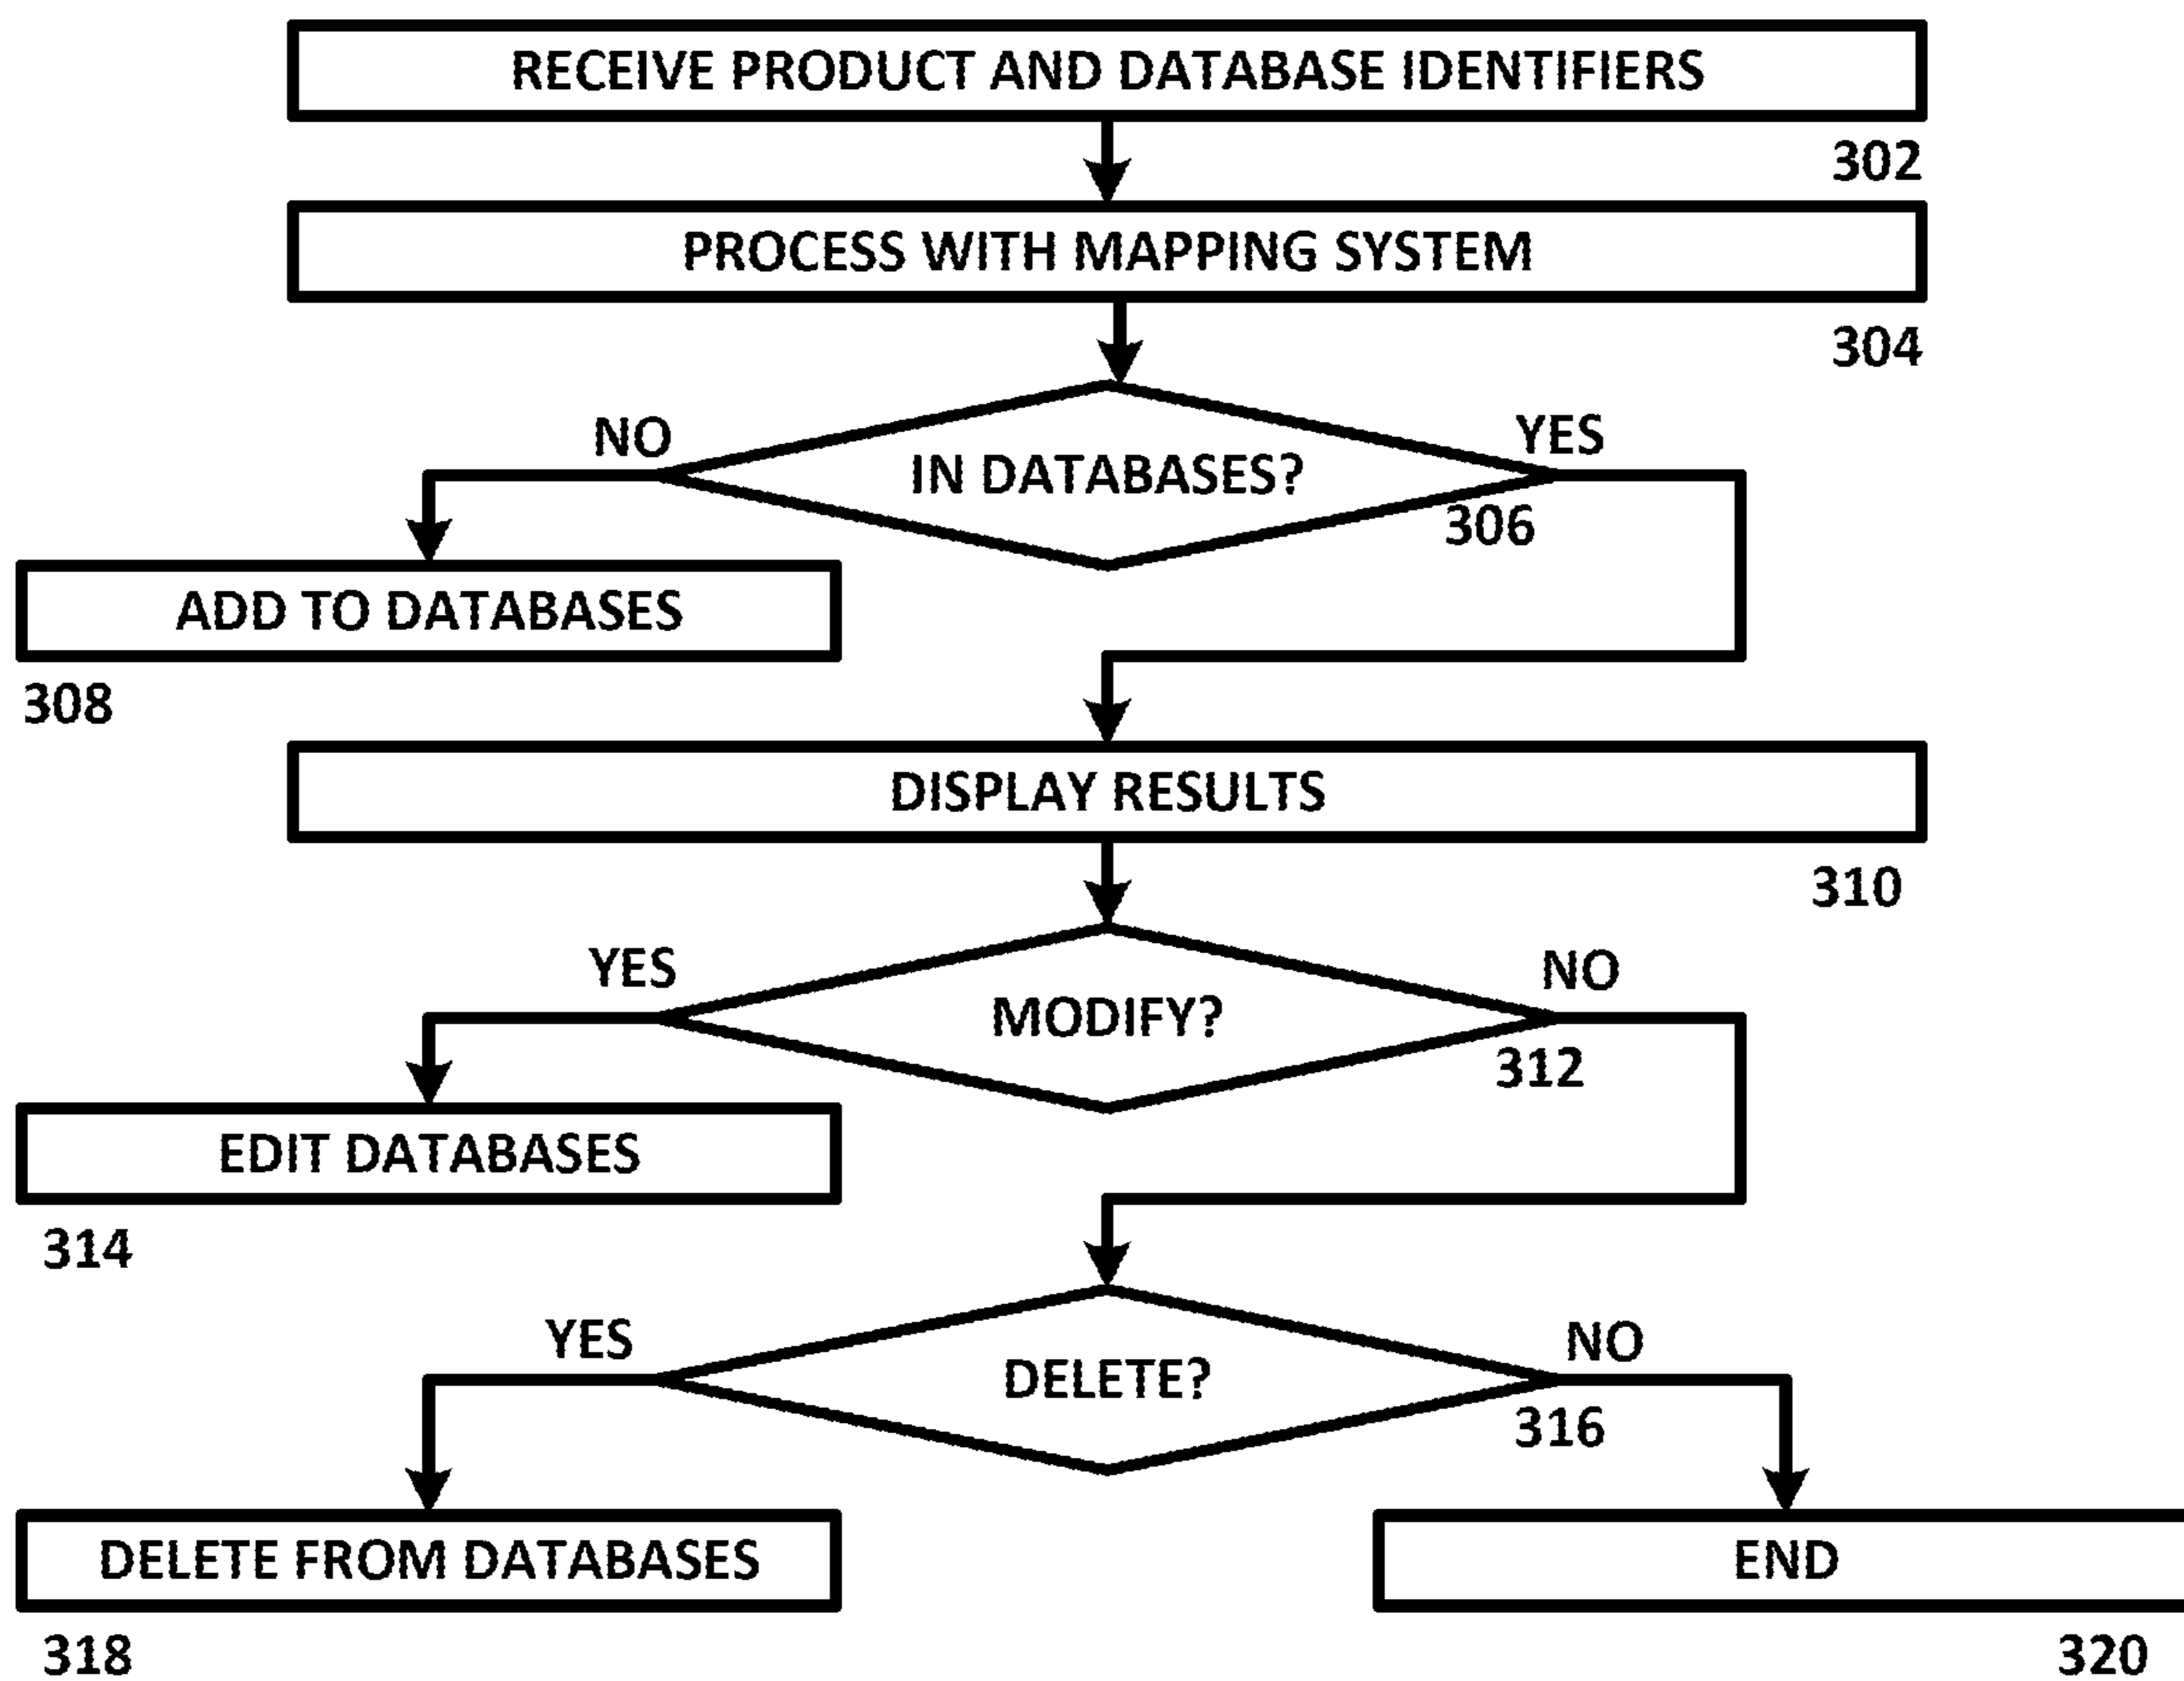 RECEIVE PRODUCT AND DATABASE IDENTIFIERS
302
PROCESS WITH MAPPING SYSTEM
304
NO
YES
IN DATABASES?
306
ADD TO DATABASES
308
DISPLAY RESULTS
310
YES
NO
MODIFY?
312
EDIT DATABASES
314
YES
NO
DELETE?
316
DELETE FROM DATABASES
END
318
320